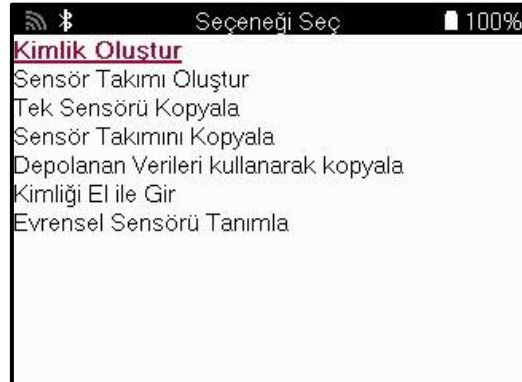 Seçeneği Seç 100%
Kimlik Oluştur
Sensör Takımı Oluştur
Tek Sensörü Kopyala
Sensör Takımını Kopyala
Depolanan Verileri kullanarak kopyala
Kimliği El ile Gir
Evrensel Sensörü Tanımla